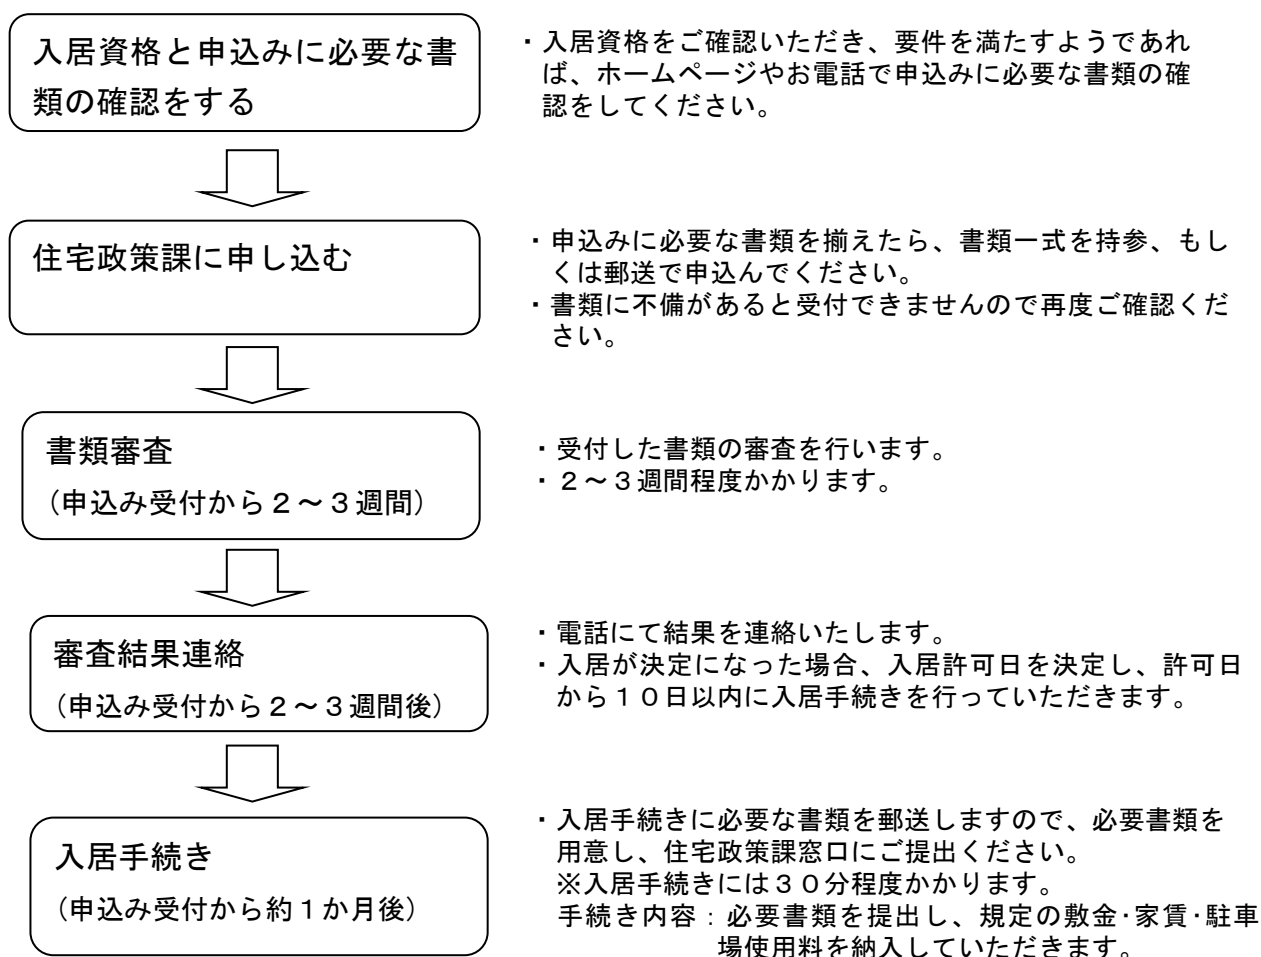 入居資格と申込みに必要な書
類の確認をする
・入居資格をご確認いただき、要件を満たすようであれ
ば、ホームページやお電話で申込みに必要な書類の確
認をしてください。
住宅政策課に申し込む
・申込みに必要な書類を揃えたら、書類一式を持参、もし
くは郵送で申込んでください。
・書類に不備があると受付できませんので再度ご確認くだ
さい。
書類審査
（申込み受付から２～３週間）
・受付した書類の審査を行います。
・２～３週間程度かかります。
審査結果連絡
（申込み受付から２～３週間後）
・電話にて結果を連絡いたします。
・入居が決定になった場合、入居許可日を決定し、許可日
から１０日以内に入居手続きを行っていただきます。
入居手続き
（申込み受付から約１か月後）
・入居手続きに必要な書類を郵送しますので、必要書類を
用意し、住宅政策課窓口にご提出ください。
※入居手続きには３０分程度かかります。
手続き内容：必要書類を提出し、規定の敷金･家賃･駐車
場使用料を納入していただきます。